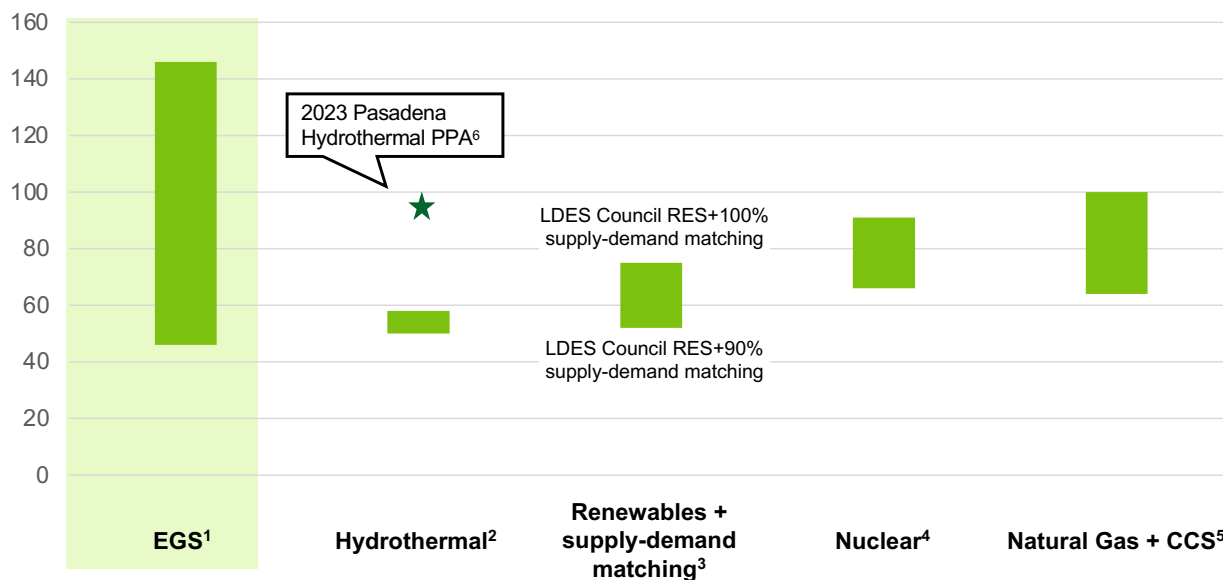 160
140
120
100
80
60
40
20
0
2023 Pasadena
Hydrothermal PPA⁶
LDES Council RES+100%
supply-demand matching
LDES Council RES+90%
supply-demand matching
EGS¹
Hydrothermal²
Renewables +
supply-demand
matching³
Nuclear⁴
Natural Gas + CCS⁵